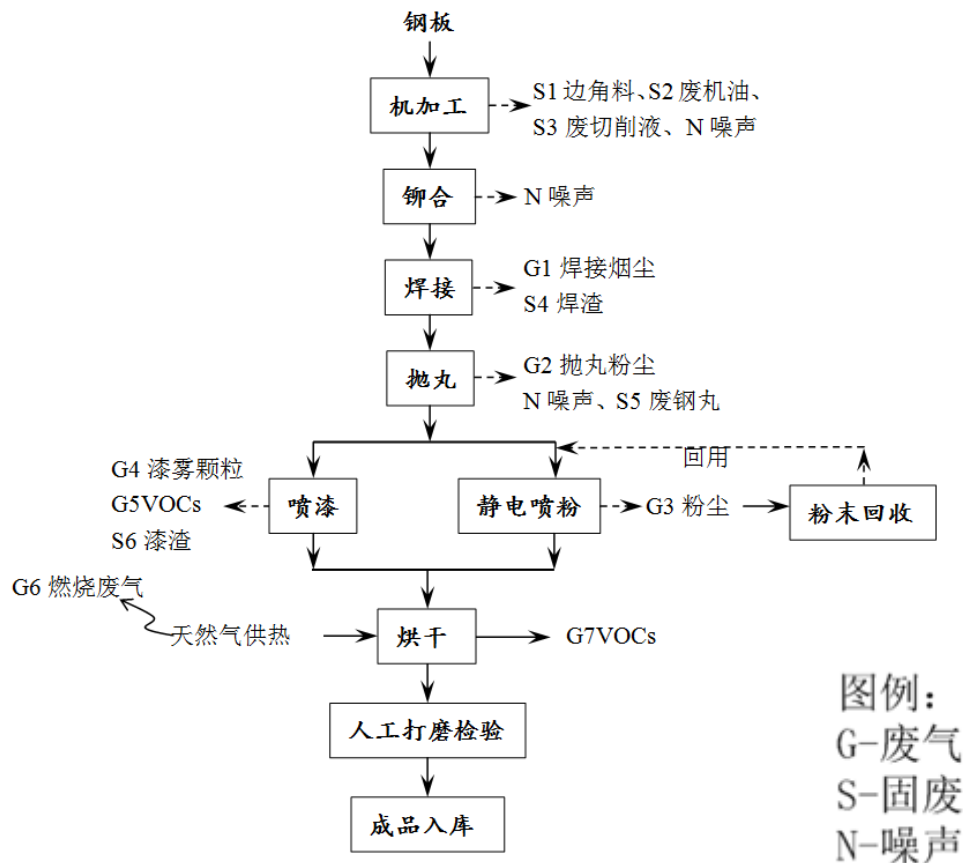 钢板
机加工
S1 边角料、S2 废机油、
S3 废切削液、N 噪声
铆合
N 噪声
焊接
G1 焊接烟尘
S4 焊渣
抛丸
G2 抛丸粉尘
N 噪声、S5 废钢丸
回用
G4 漆雾颗粒
G5VOCs
S6 漆渣
喷漆
静电喷粉
G3 粉尘
粉末回收
G6 燃烧废气
天然气供热
烘干
G7VOCs
人工打磨检验
成品入库
图例：
G-废气
S-固废
N-噪声